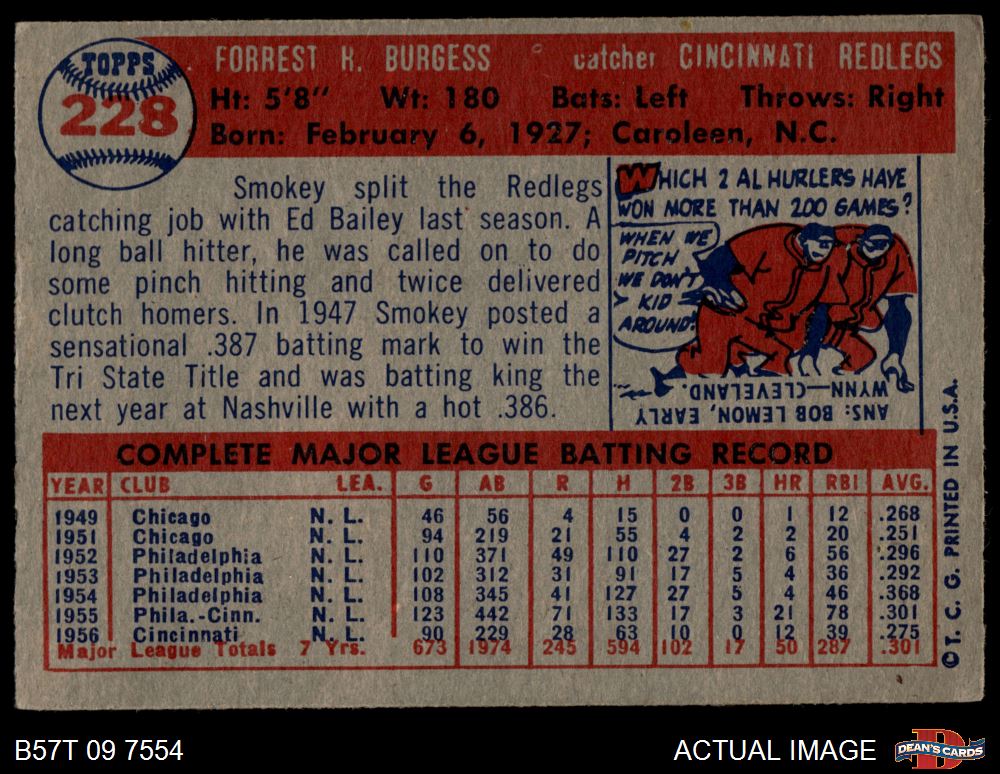 TOPPS
228
FORREST H. BURGESS catcher CINCINNATI REDLEGS
Ht: 5'8" Wt: 180 Bats: Left Throws: Right
Born: February 6, 1927; Caroleen, N.C.
Smokey split the Redlegs
catching job with Ed Bailey last season. A
long ball hitter, he was called on to do
some pinch hitting and twice delivered
clutch homers. In 1947 Smokey posted a
sensational .387 batting mark to win the
Tri State Title and was batting king the
next year at Nashville with a hot .386.
WHICH 2 AL HURLERS HAVE
WON MORE THAN 200 GAMES?
WHEN WE
PITCH
WE DON'T
KID
AROUND!
ANS: BOB LEMON, EARLY
WYNN—CLEVELAND.
COMPLETE MAJOR LEAGUE BATTING RECORD
YEAR CLUB LEA. G AB R H 2B 3B HR RBI AVG.
1949 Chicago N. L. 46 56 4 15 0 0 1 12 .268
1951 Chicago N. L. 94 219 21 55 4 2 2 20 .251
1952 Philadelphia N. L. 110 371 49 110 27 2 6 56 .296
1953 Philadelphia N. L. 102 312 31 91 17 5 4 36 .292
1954 Philadelphia N. L. 108 345 41 127 27 5 4 46 .368
1955 Phila.-Cinn. N. L. 123 442 71 133 17 3 21 78 .301
1956 Cincinnati N. L. 90 229 28 63 10 0 12 39 .275
Major League Totals 7 Yrs. 673 1974 245 594 102 17 50 287 .301
© T. C. G. PRINTED IN U.S.A.
B57T 09 7554
ACTUAL IMAGE
DEAN'S CARDS